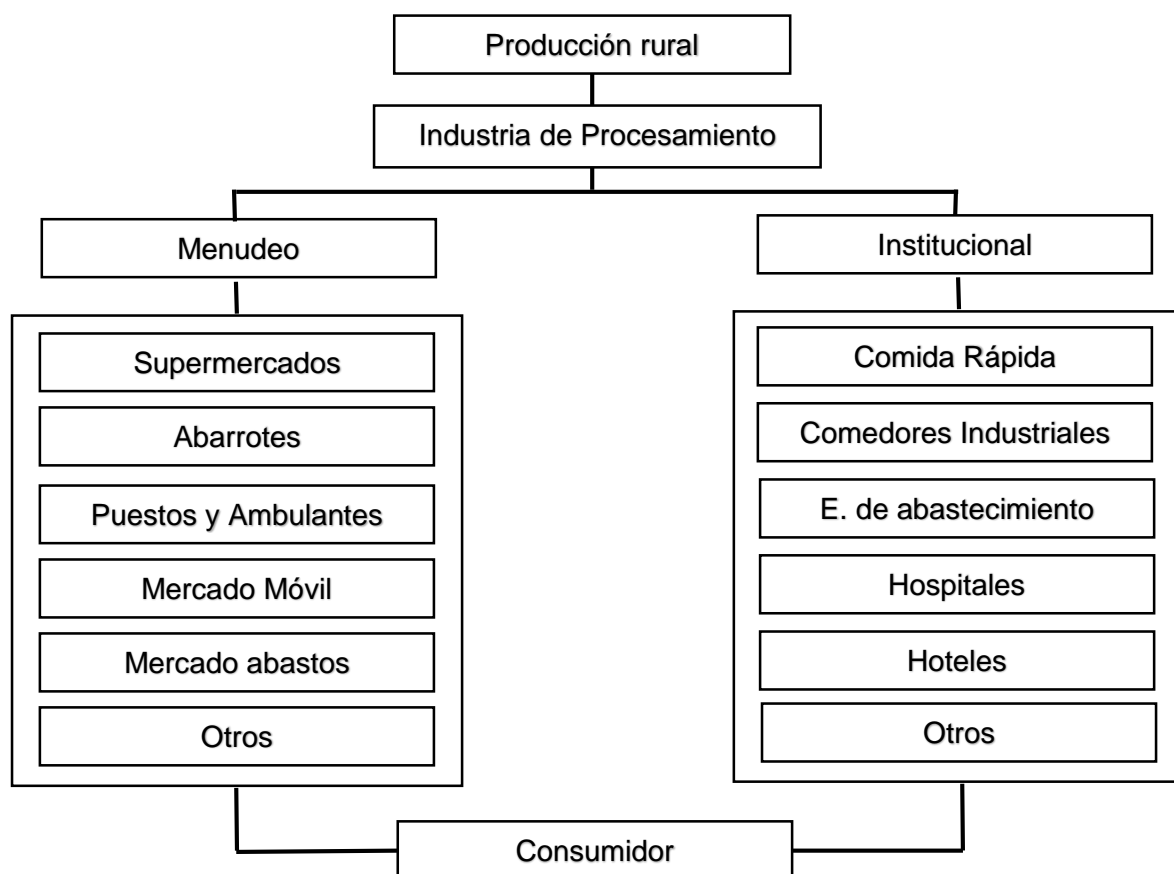 Producción rural
Industria de Procesamiento
Menudeo
Institucional
Supermercados
Abarrotes
Puestos y Ambulantes
Mercado Móvil
Mercado abastos
Otros
Comida Rápida
Comedores Industriales
E. de abastecimiento
Hospitales
Hoteles
Otros
Consumidor